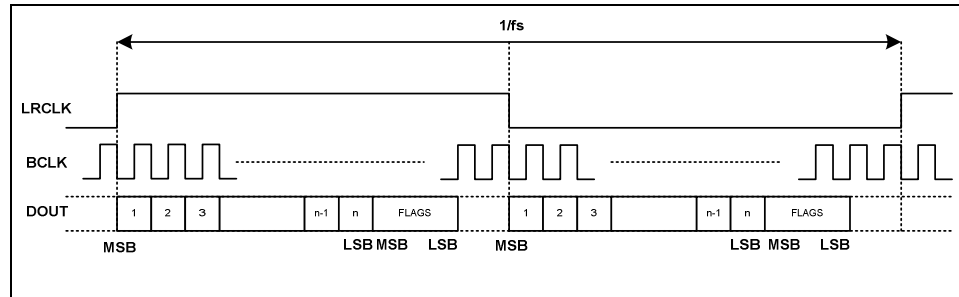 1/fs
LRCLK
BCLK
DOUT 1 2 3 n-1 n FLAGS 1 2 3 n-1 n FLAGS
MSB LSB MSB LSB MSB LSB MSB LSB